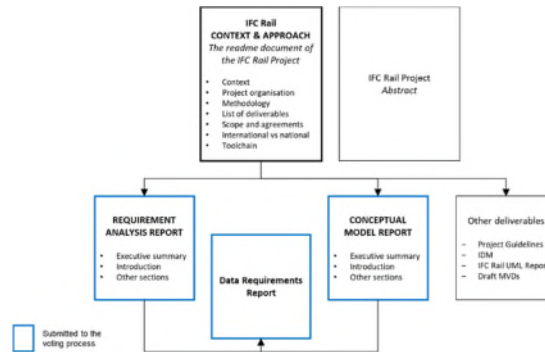 IFC Rail
CONTEXT & APPROACH
The readme document of
the IFC Rail Project
• Context
• Project organisation
• Methodology
• List of deliverables
• Scope and agreements
• International vs national
• Toolchain
IFC Rail Project
Abstract
REQUIREMENT
ANALYSIS REPORT
• Executive summary
• Introduction
• Other sections
Data Requirements
Report
CONCEPTUAL
MODEL REPORT
• Executive summary
• Introduction
• Other sections
Other deliverables
– Project Guidelines
– IDM
– IFC Rail UML Report
– Draft MVDs
Submitted to the
voting process